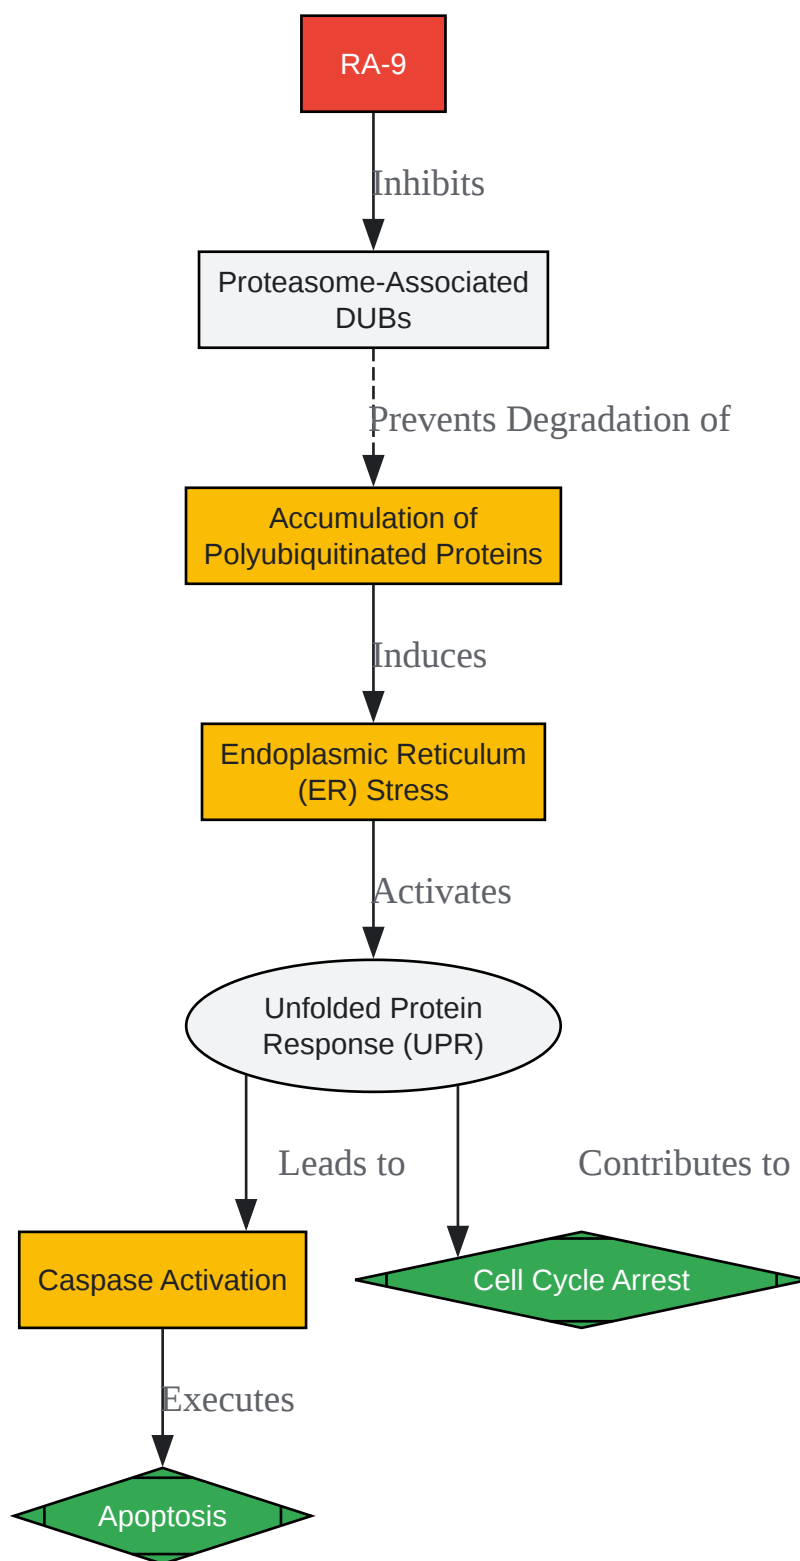 RA-9
Inhibits
Proteasome-Associated
DUBs
Prevents Degradation of
Accumulation of
Polyubiquitinated Proteins
Induces
Endoplasmic Reticulum
(ER) Stress
Activates
Unfolded Protein
Response (UPR)
Leads to
Contributes to
Caspase Activation
Cell Cycle Arrest
Executes
Apoptosis